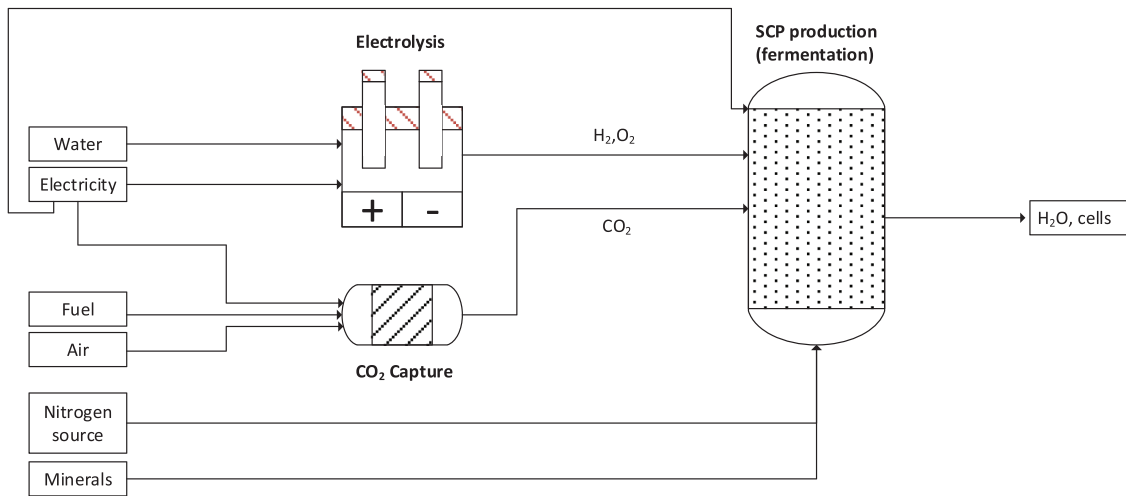 Electrolysis
SCP production
(fermentation)
Water
Electricity
+
-
H₂,O₂
CO₂
H₂O, cells
Fuel
Air
CO₂ Capture
Nitrogen
source
Minerals